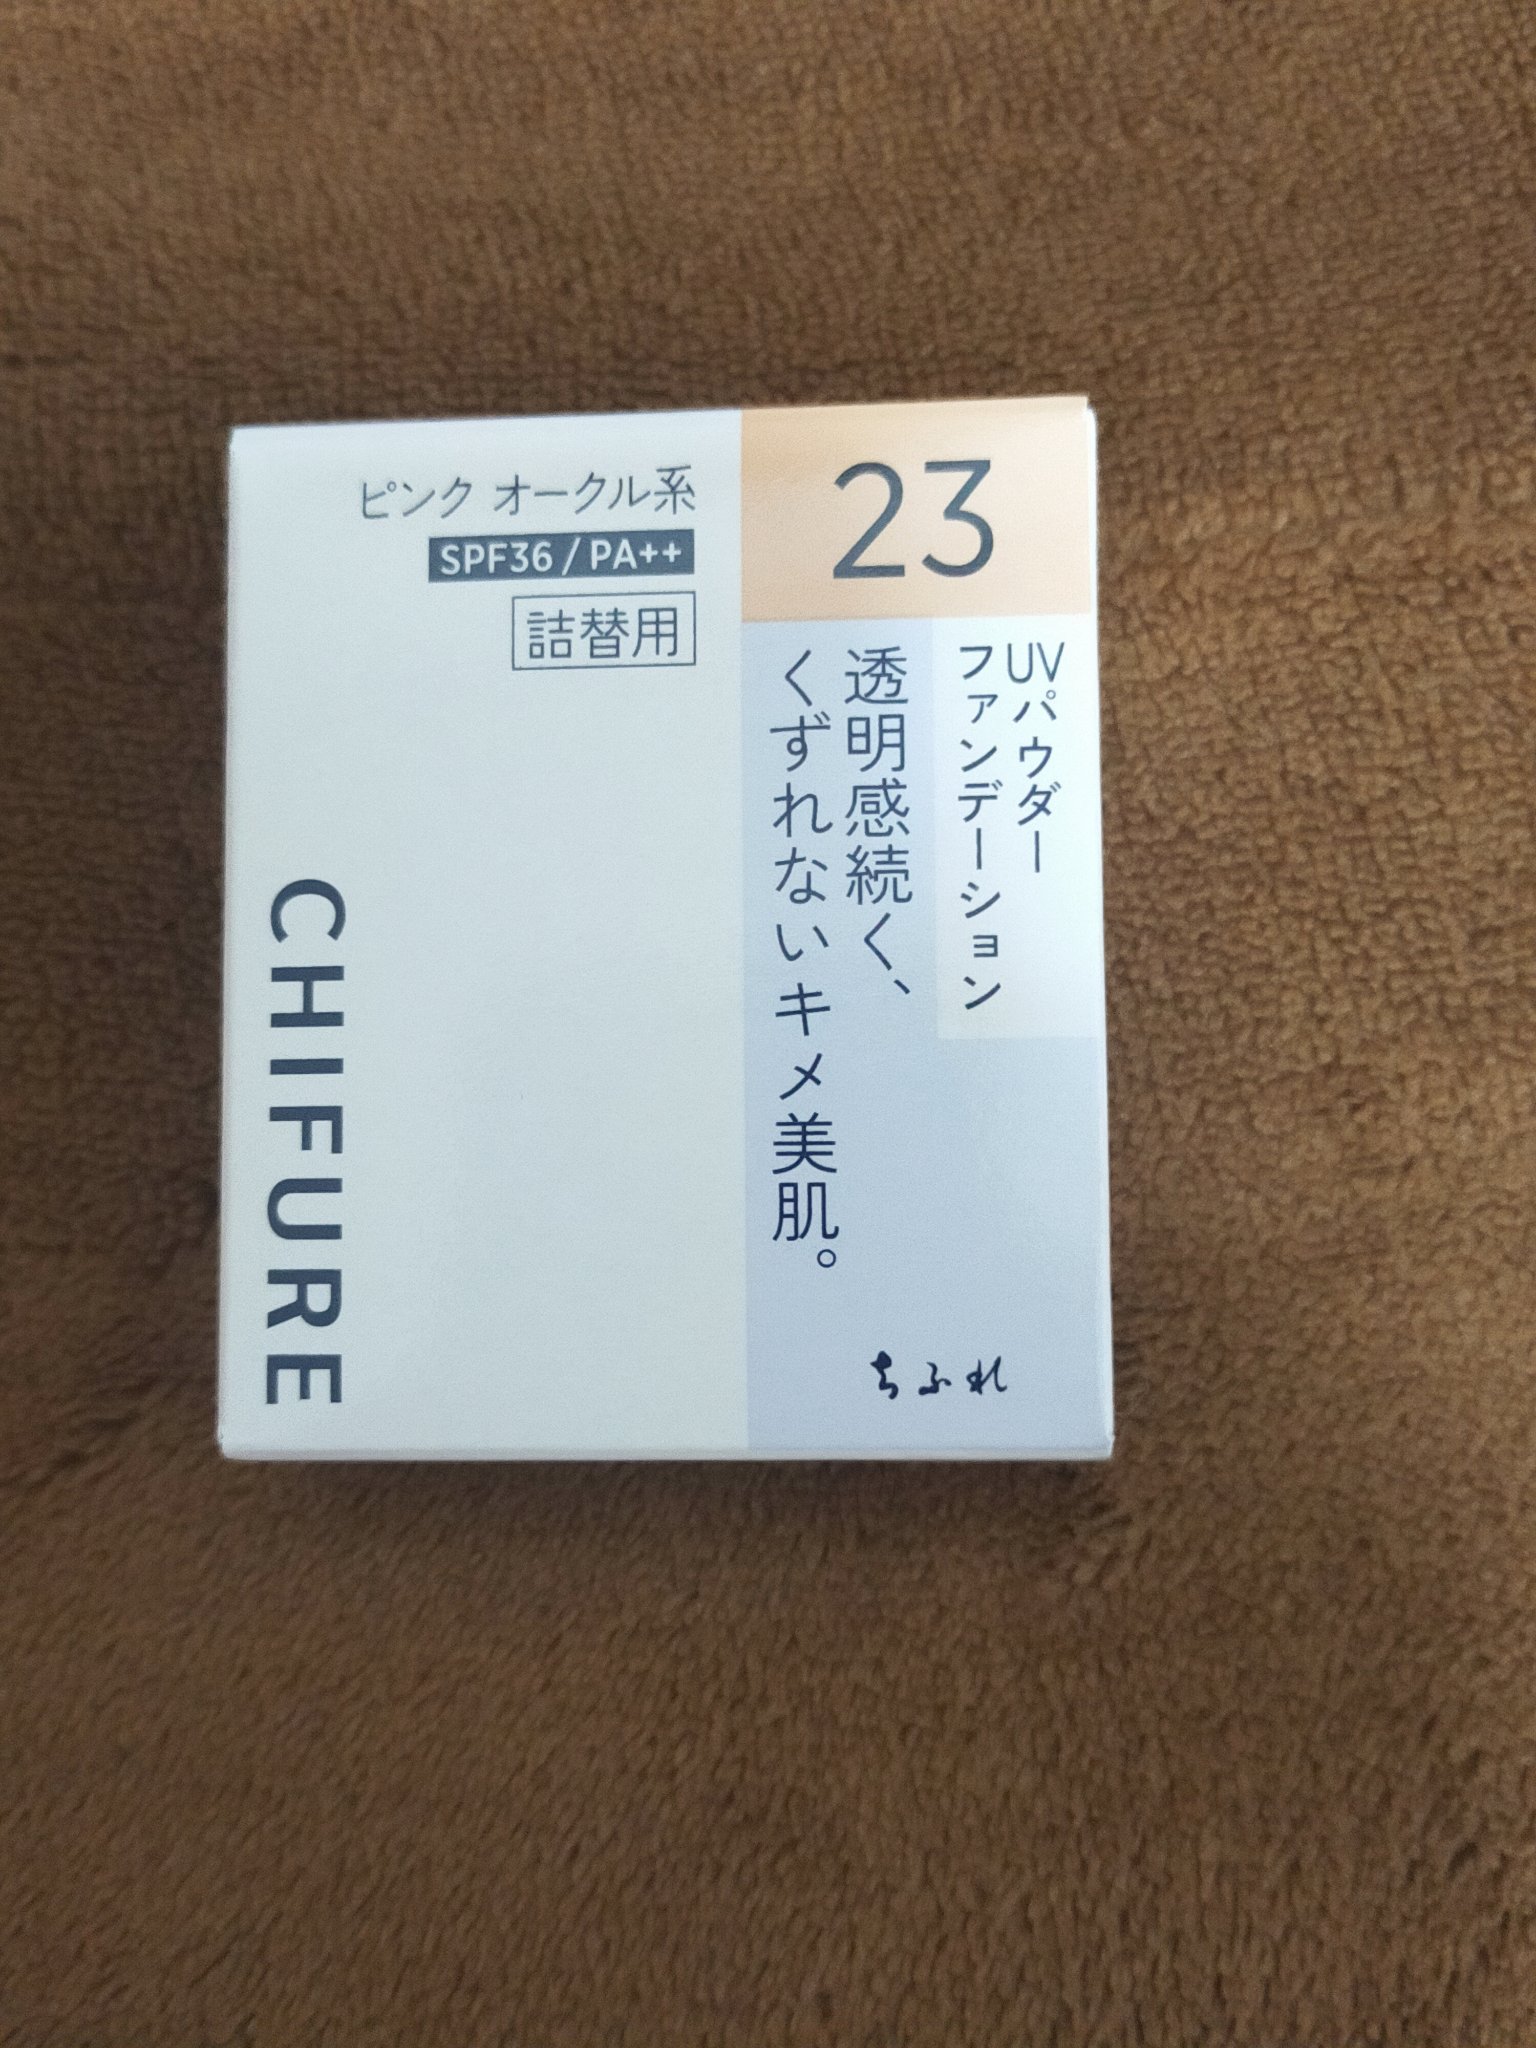 23
UVパウダー
ファンデーション
透明感続く、
くずれないキメ美肌。
ちふれ
ピンク オークル系
SPF36/PA++
詰替用
CHIFURE